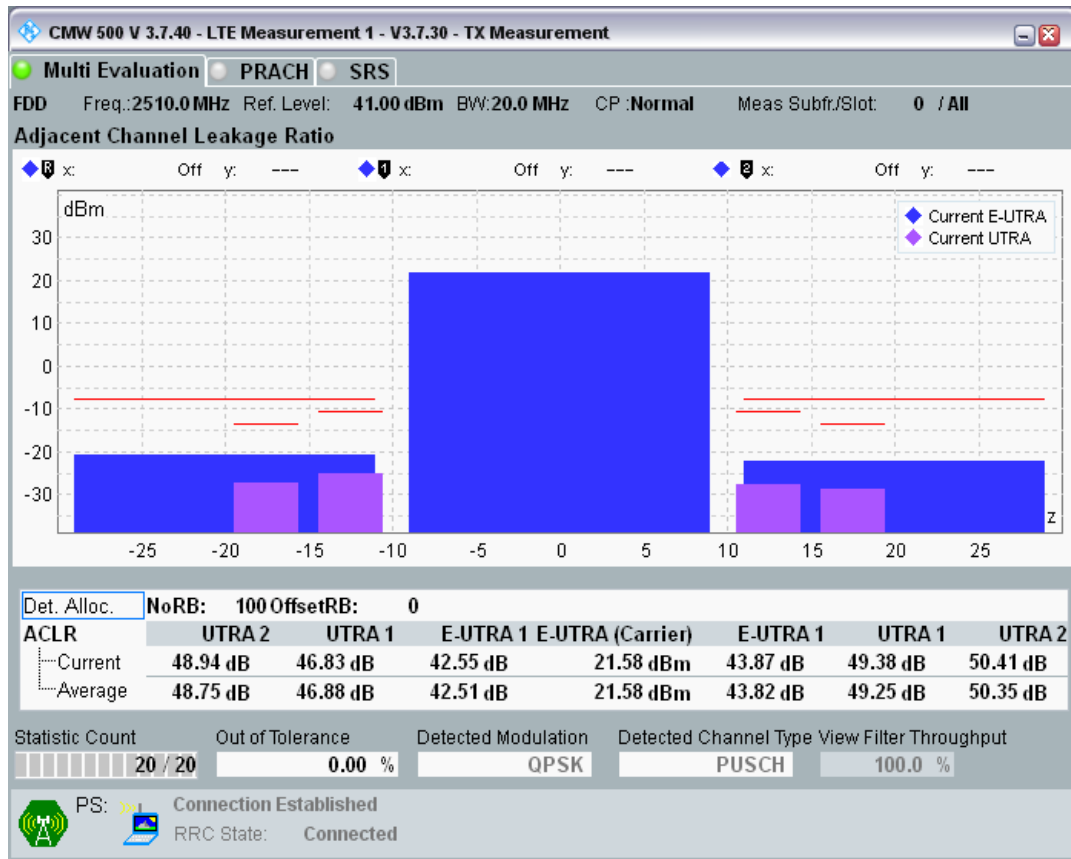 CMW 500 V 3.7.40 - LTE Measurement 1 - V3.7.30 - TX Measurement
Multi Evaluation PRACH SRS
FDD Freq.:2510.0 MHz Ref. Level: 41.00 dBm BW:20.0 MHz CP :Normal Meas Subfr./Slot: 0 / All
Adjacent Channel Leakage Ratio
R x: Off y: --- 1 x: Off y: --- 2 x: Off y: ---
dBm
Current E-UTRA
Current UTRA
30
20
10
0
-10
-20
-30
z
-25 -20 -15 -10 -5 0 5 10 15 20 25
Det. Alloc. NoRB: 100 OffsetRB: 0
ACLR UTRA 2 UTRA 1 E-UTRA 1 E-UTRA (Carrier) E-UTRA 1 UTRA 1 UTRA 2
Current 48.94 dB 46.83 dB 42.55 dB 21.58 dBm 43.87 dB 49.38 dB 50.41 dB
Average 48.75 dB 46.88 dB 42.51 dB 21.58 dBm 43.82 dB 49.25 dB 50.35 dB
Statistic Count Out of Tolerance Detected Modulation Detected Channel Type View Filter Throughput
20 / 20 0.00 % QPSK PUSCH 100.0 %
PS: Connection Established
RRC State: Connected